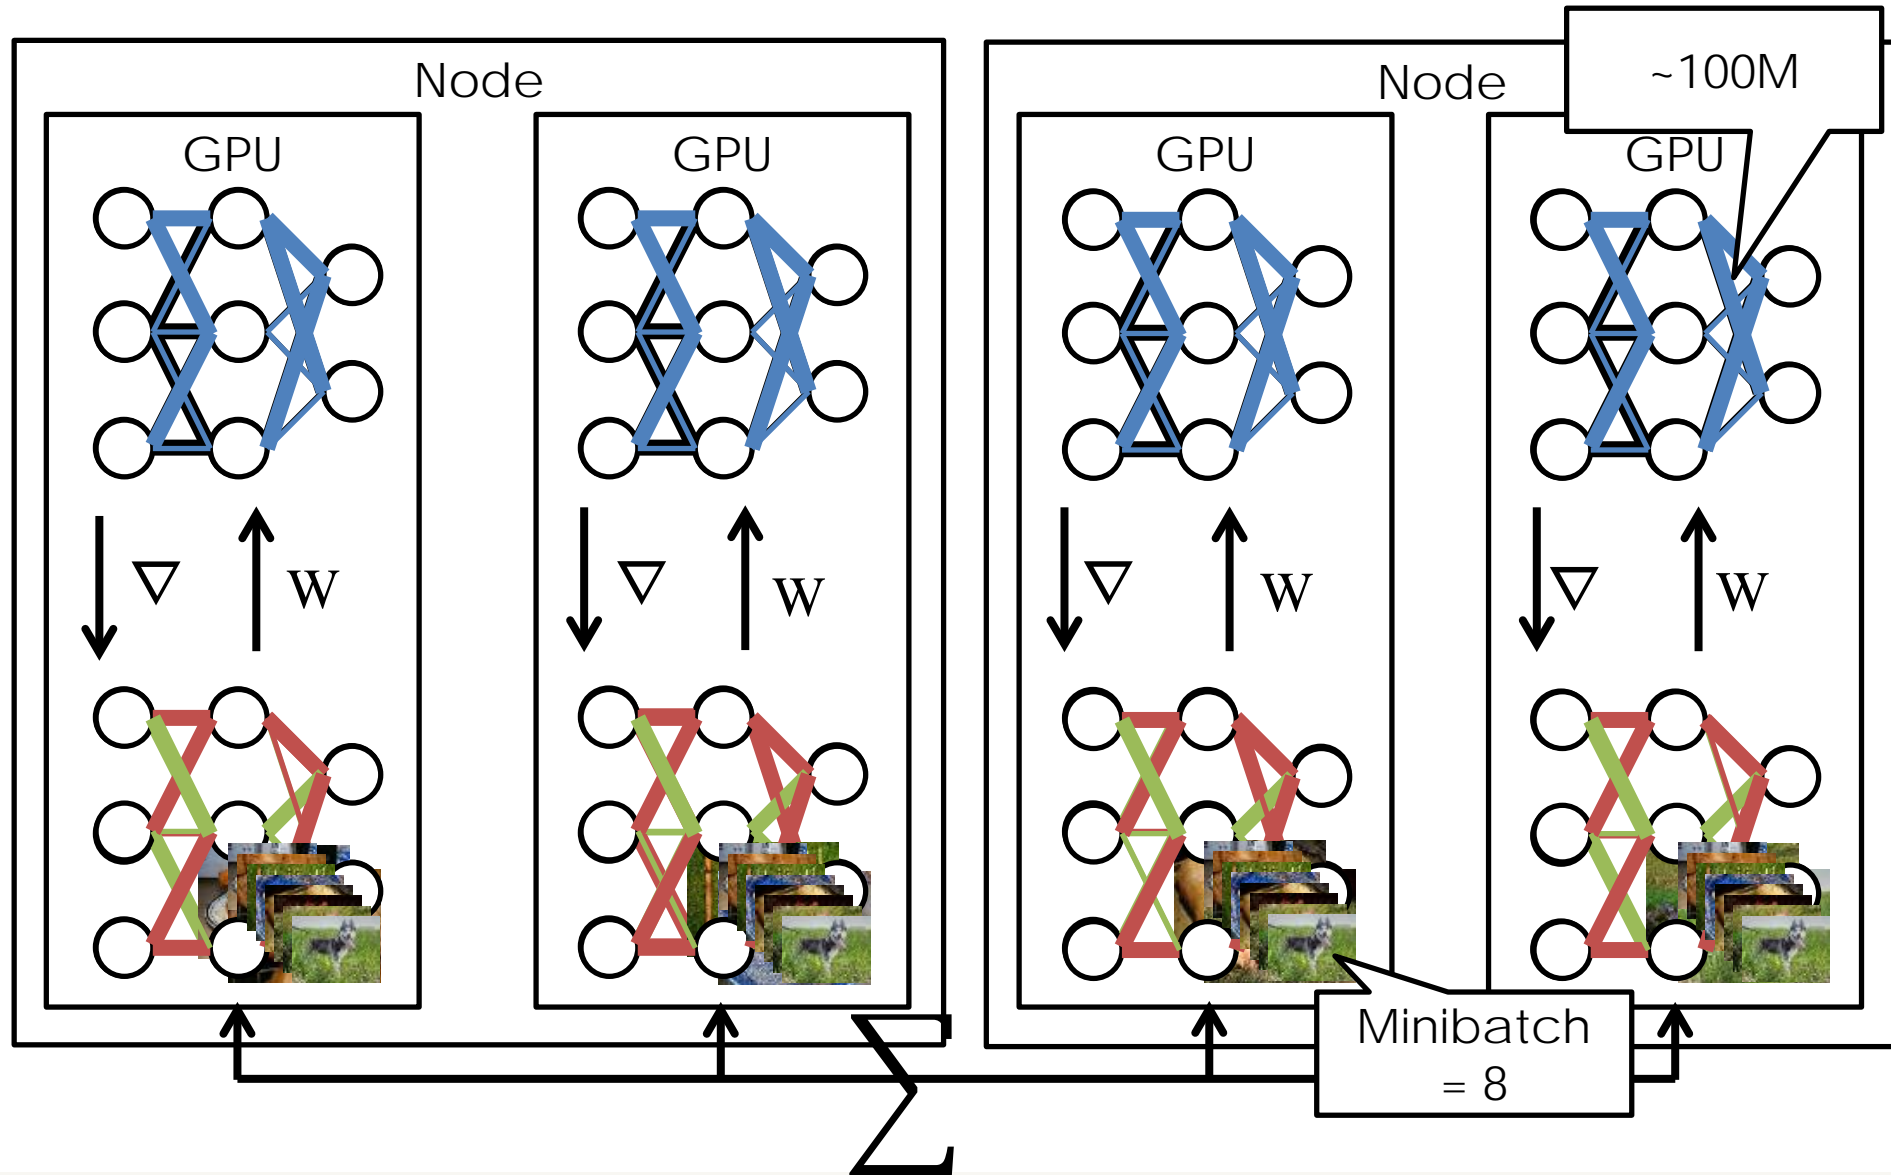 Node
Node
~100M
GPU
GPU
GPU
GPU
▽ w
▽ w
▽ w
▽ w
Minibatch
= 8
∑